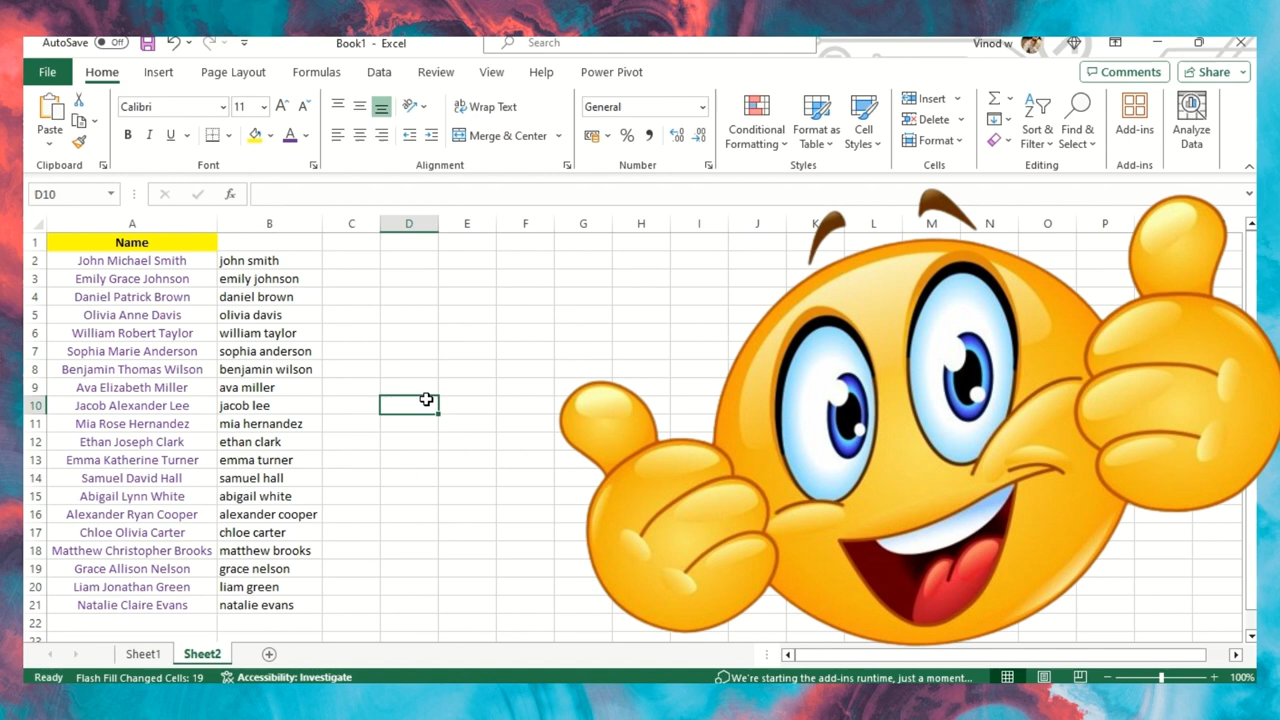 AutoSave Off Book1 - Excel Search Vinod w
File Home Insert Page Layout Formulas Data Review View Help Power Pivot Comments Share
Paste Calibri 11 A A Wrap Text General Conditional Formatting Format as Table Cell Styles Insert Σ Sort & Filter Find & Select Add-ins Analyze Data
B I U A Merge & Center % Delete
Format
Clipboard Font Alignment Number Styles Cells Editing Add-ins
D10 fx
A B C D E F G H I J K L M N O P
1 Name
2 John Michael Smith john smith
3 Emily Grace Johnson emily johnson
4 Daniel Patrick Brown daniel brown
5 Olivia Anne Davis olivia davis
6 William Robert Taylor william taylor
7 Sophia Marie Anderson sophia anderson
8 Benjamin Thomas Wilson benjamin wilson
9 Ava Elizabeth Miller ava miller
10 Jacob Alexander Lee jacob lee
11 Mia Rose Hernandez mia hernandez
12 Ethan Joseph Clark ethan clark
13 Emma Katherine Turner emma turner
14 Samuel David Hall samuel hall
15 Abigail Lynn White abigail white
16 Alexander Ryan Cooper alexander cooper
17 Chloe Olivia Carter chloe carter
18 Matthew Christopher Brooks matthew brooks
19 Grace Allison Nelson grace nelson
20 Liam Jonathan Green liam green
21 Natalie Claire Evans natalie evans
22
23
Sheet1 Sheet2
Ready Flash Fill Changed Cells: 19 Accessibility: Investigate We're starting the add-ins runtime, just a moment... 100%